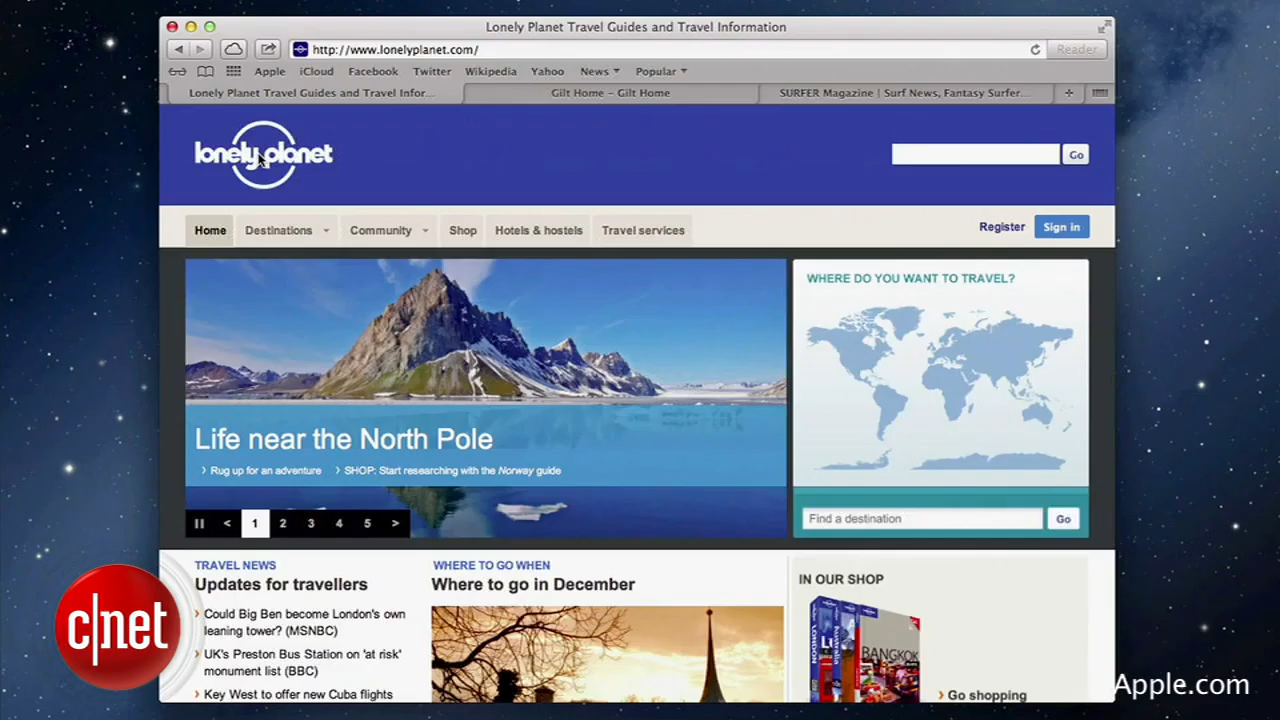 Lonely Planet Travel Guides and Travel Information
http://www.lonelyplanet.com/
Reader
Apple iCloud Facebook Twitter Wikipedia Yahoo News Popular
Lonely Planet Travel Guides and Travel Infor...
Gilt Home – Gilt Home
SURFER Magazine | Surf News, Fantasy Surfer...
lonely planet
Go
Home Destinations Community Shop Hotels & hostels Travel services
Register Sign in
WHERE DO YOU WANT TO TRAVEL?
Life near the North Pole
Rug up for an adventure SHOP: Start researching with the Norway guide
1 2 3 4 5
Find a destination Go
TRAVEL NEWS
Updates for travellers
Could Big Ben become London's own
leaning tower? (MSNBC)
UK's Preston Bus Station on 'at risk'
monument list (BBC)
Key West to offer new Cuba flights
WHERE TO GO WHEN
Where to go in December
IN OUR SHOP
LONDON
Australia
BANGKOK
Go shopping
c|net
Apple.com